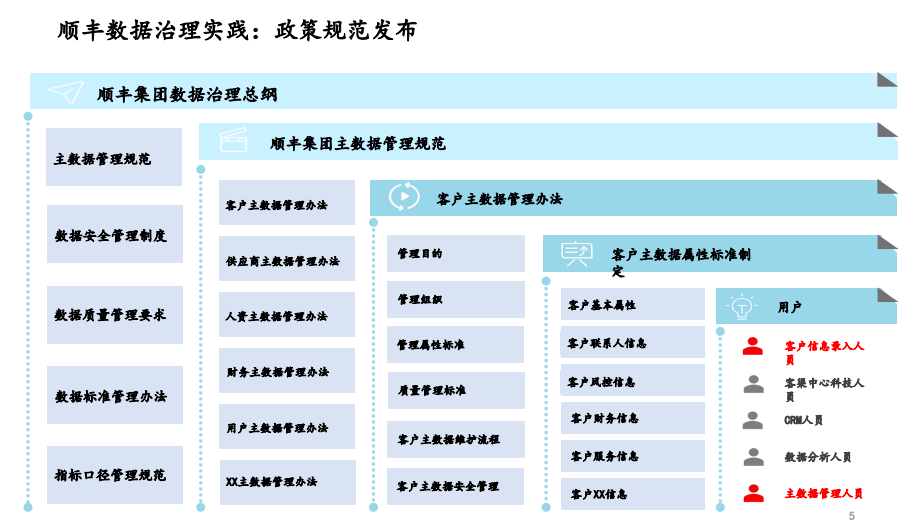 顺丰数据治理实践：政策规范发布
顺丰集团数据治理总纲
主数据管理规范
数据安全管理制度
数据质量管理要求
数据标准管理办法
指标口径管理规范
顺丰集团主数据管理规范
客户主数据管理办法
供应商主数据管理办法
人资主数据管理办法
财务主数据管理办法
用户主数据管理办法
XX主数据管理办法
客户主数据管理办法
管理目的
管理组织
管理属性标准
质量管理标准
客户主数据维护流程
客户主数据安全管理
客户主数据属性标准制
定
客户基本属性
客户联系人信息
客户风控信息
客户财务信息
客户服务信息
客户XX信息
用户
客户信息录入人
员
客渠中心科技人
员
CRM人员
数据分析人员
主数据管理人员
5